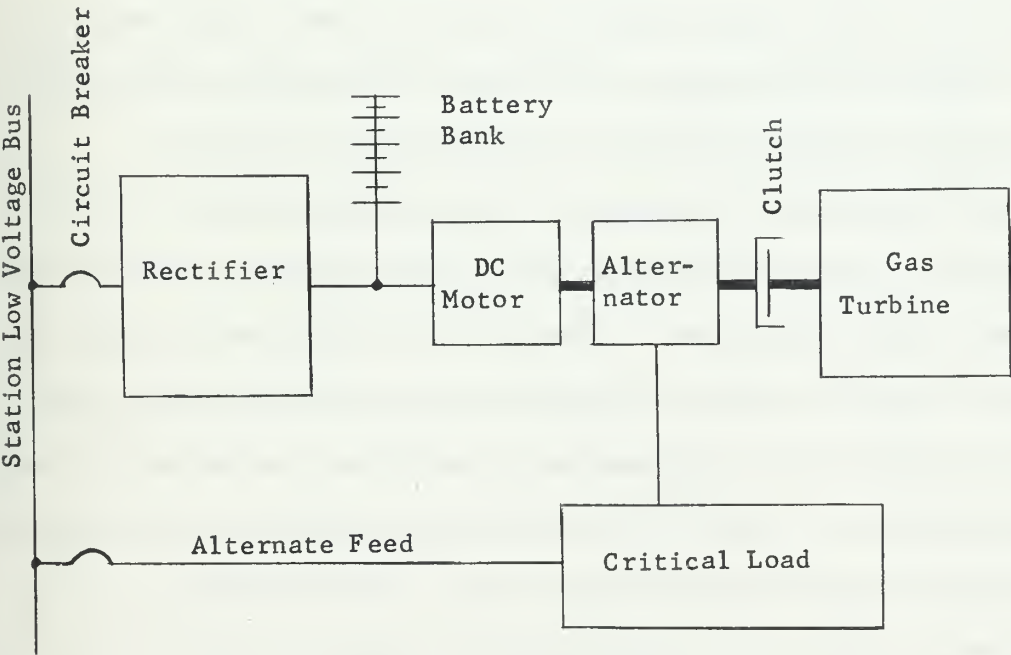 Station Low Voltage Bus
Circuit Breaker
Battery
Bank
Clutch
Rectifier
DC
Motor
Alter-
nator
Gas
Turbine
Alternate Feed
Critical Load